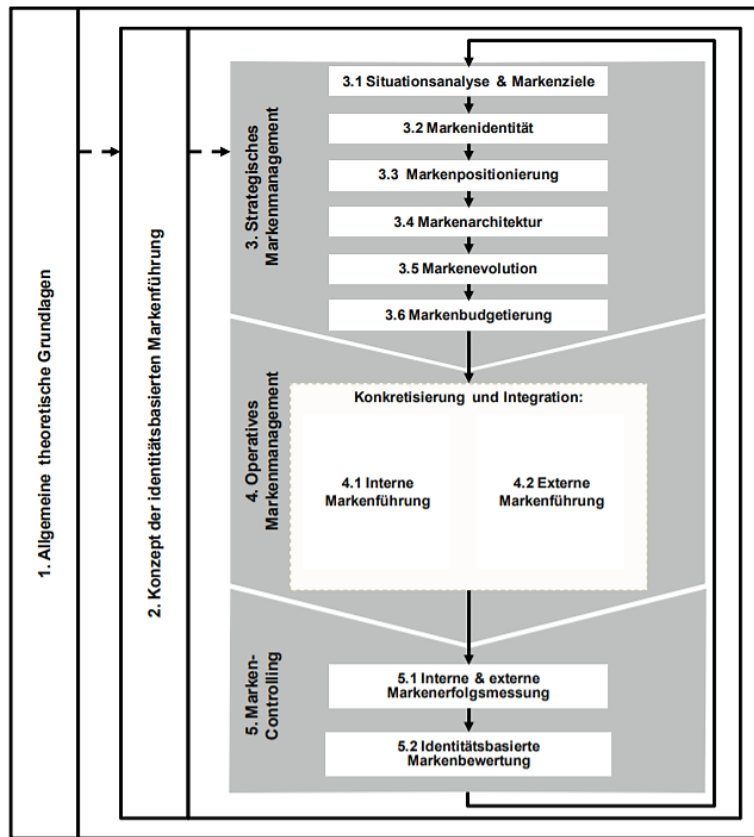 1. Allgemeine theoretische Grundlagen
2. Konzept der identitätsbasierten Markenführung
3. Strategisches
Markenmanagement
3.1 Situationsanalyse & Markenziele
3.2 Markenidentität
3.3 Markenpositionierung
3.4 Markenarchitektur
3.5 Markenevolution
3.6 Markenbudgetierung
4. Operatives
Markenmanagement
Konkretisierung und Integration:
4.1 Interne
Markenführung
4.2 Externe
Markenführung
5. Marken-
Controlling
5.1 Interne & externe
Markenerfolgsmessung
5.2 Identitätsbasierte
Markenbewertung